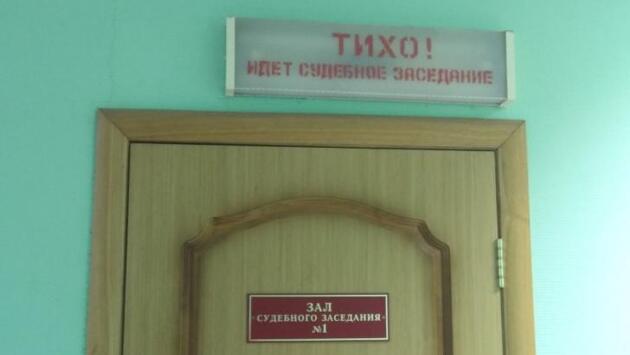 ТИХО!
ИДЕТ СУДЕБНОЕ ЗАСЕДАНИЕ
ЗАЛ
СУДЕБНОГО ЗАСЕДАНИЯ
№1